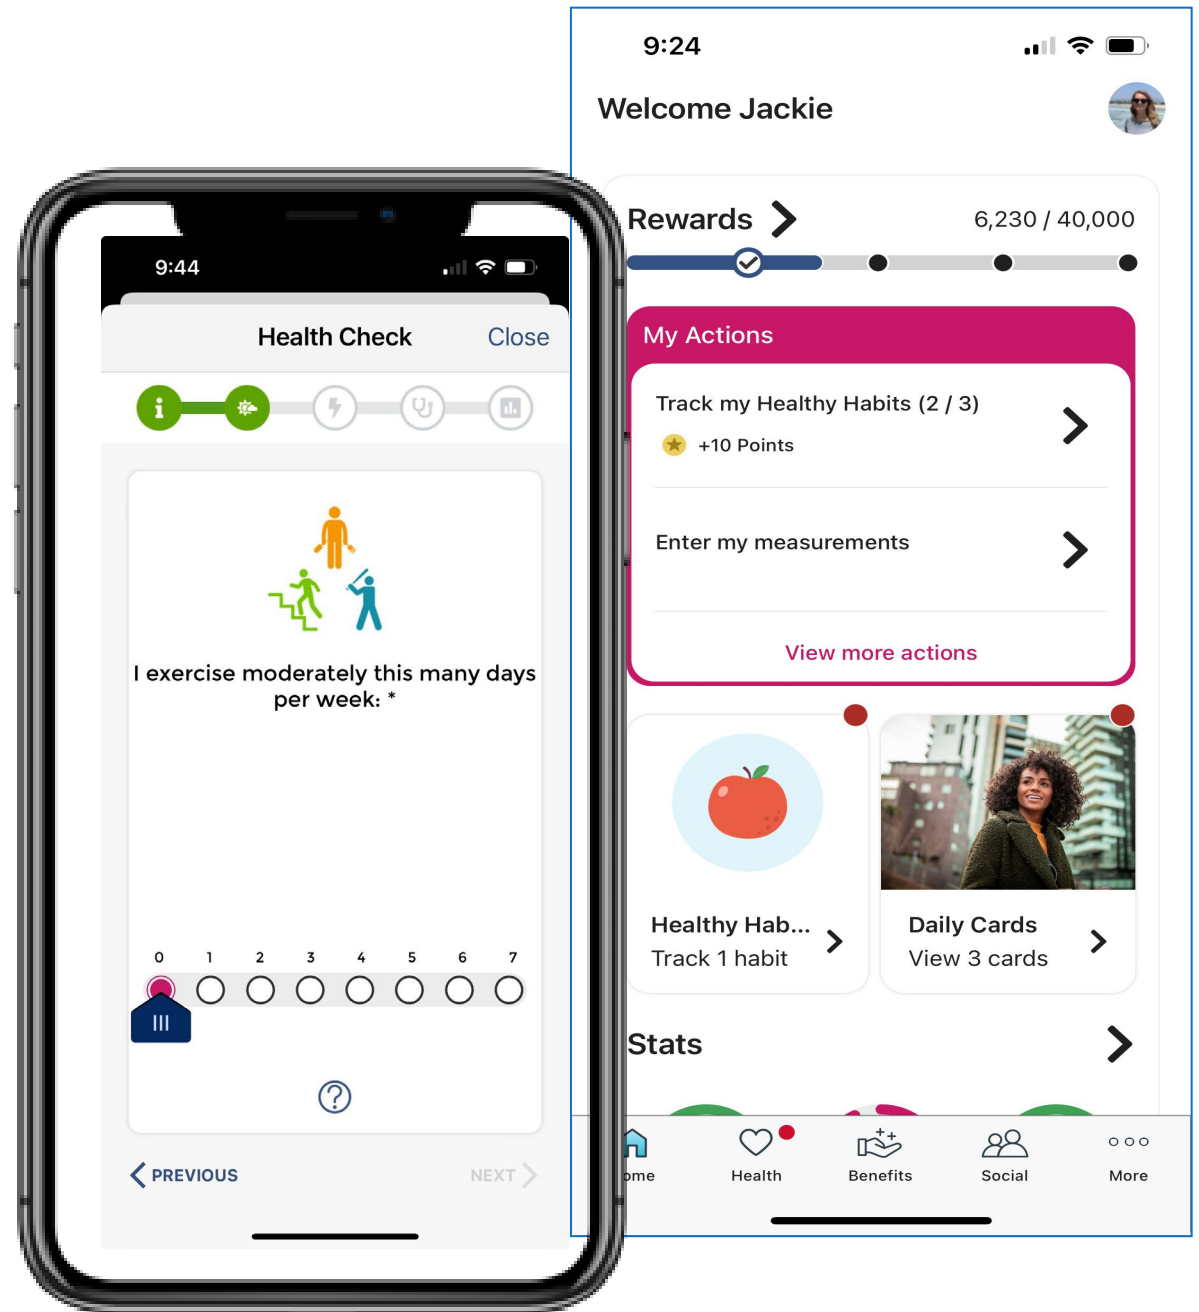 9:44
Health Check
Close
i
I exercise moderately this many days
per week: *
0 1 2 3 4 5 6 7
PREVIOUS
NEXT
9:24
Welcome Jackie
Rewards
6,230 / 40,000
My Actions
Track my Healthy Habits (2 / 3)
+10 Points
Enter my measurements
View more actions
Healthy Hab...
Track 1 habit
Daily Cards
View 3 cards
Stats
ome
Health
Benefits
Social
More